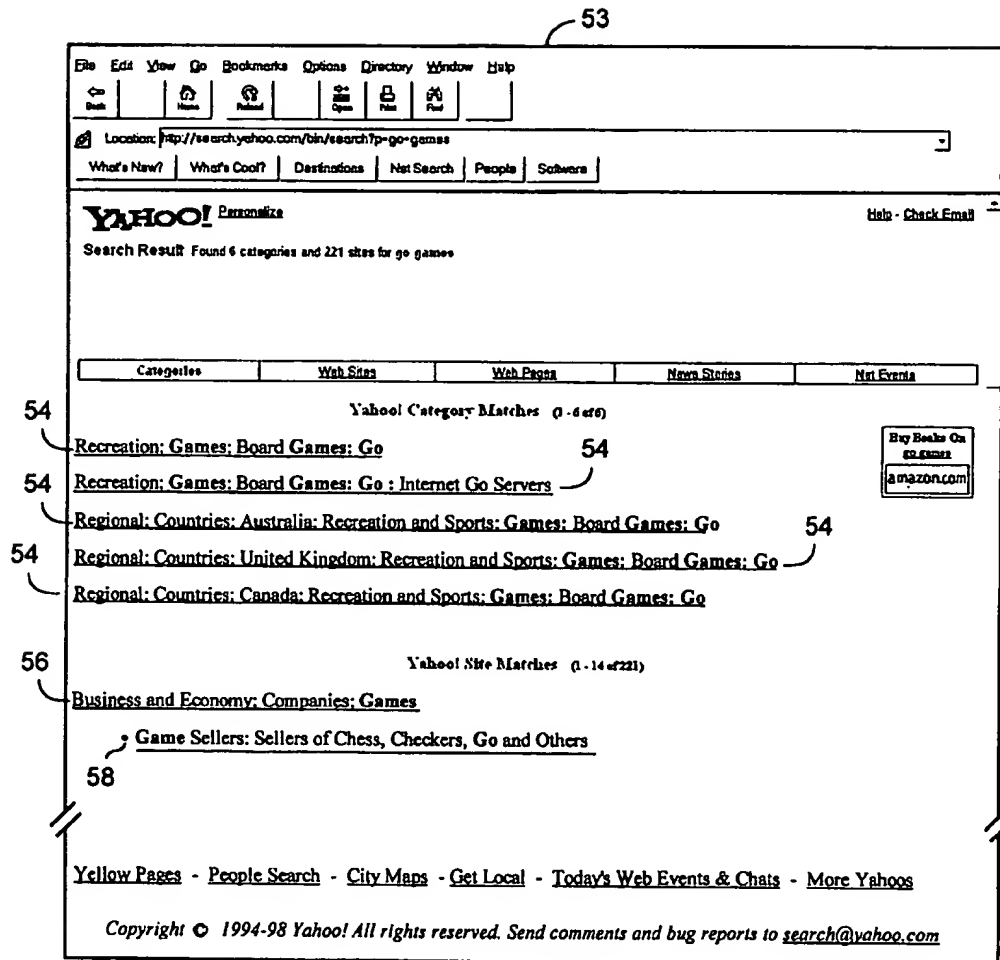 53
File Edit View Go Bookmarks Options Directory Window Help
Back Home Reload Open Print Find
Location: http://search.yahoo.com/bin/search?p=go+games
What's New? What's Cool? Destinations Net Search People Software
YAHOO! Personalize Help - Check Email
Search Result Found 6 categories and 221 sites for go games
Categories Web Sites Web Pages News Stories Net Events
Yahoo! Category Matches (1 - 6 of 6)
54
Recreation: Games: Board Games: Go
Buy Books On
go games
amazon.com
54
54
Recreation: Games: Board Games: Go : Internet Go Servers
Regional: Countries: Australia: Recreation and Sports: Games: Board Games: Go
54
54
Regional: Countries: United Kingdom: Recreation and Sports: Games: Board Games: Go
Regional: Countries: Canada: Recreation and Sports: Games: Board Games: Go
Yahoo! Site Matches (1 - 14 of 221)
56
Business and Economy: Companies: Games
• Game Sellers: Sellers of Chess, Checkers, Go and Others
58
Yellow Pages - People Search - City Maps - Get Local - Today's Web Events & Chats - More Yahoos
Copyright © 1994-98 Yahoo! All rights reserved. Send comments and bug reports to search@yahoo.com